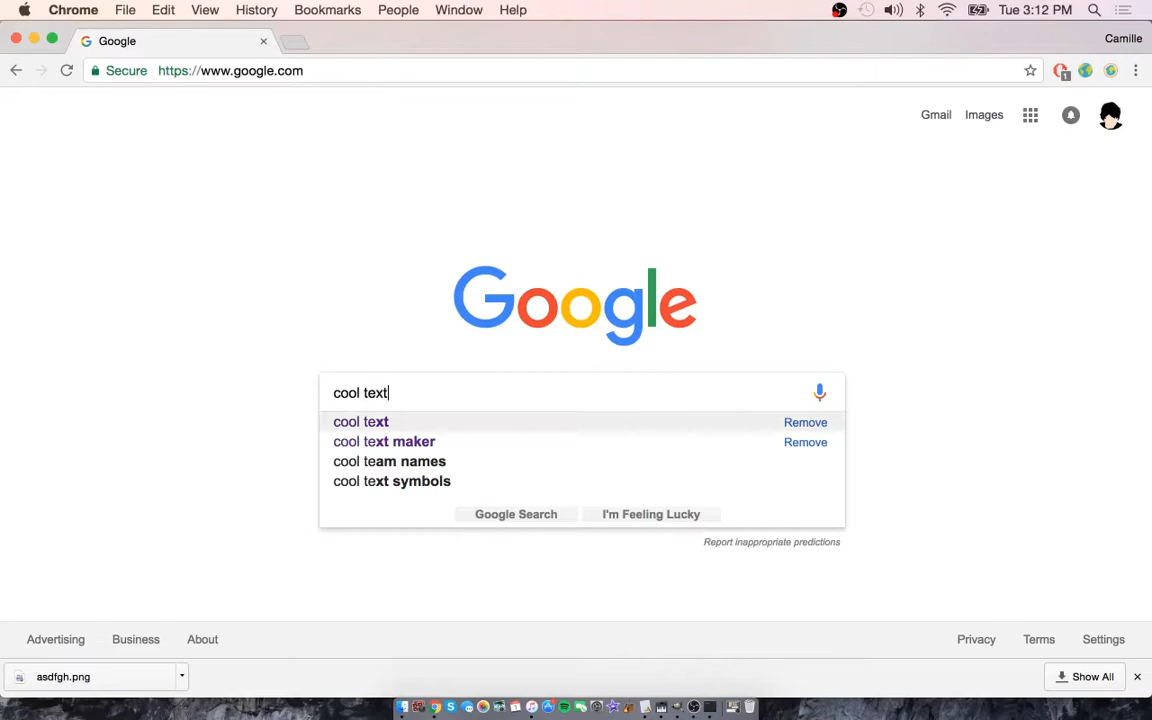 Chrome File Edit View History Bookmarks People Window Help Tue 3:12 PM
Google Camille
Secure https://www.google.com 1
Gmail Images
Google
cool text
cool text Remove
cool text maker Remove
cool team names
cool text symbols
Google Search I'm Feeling Lucky
Report inappropriate predictions
Advertising Business About Privacy Terms Settings
asdfgh.png Show All